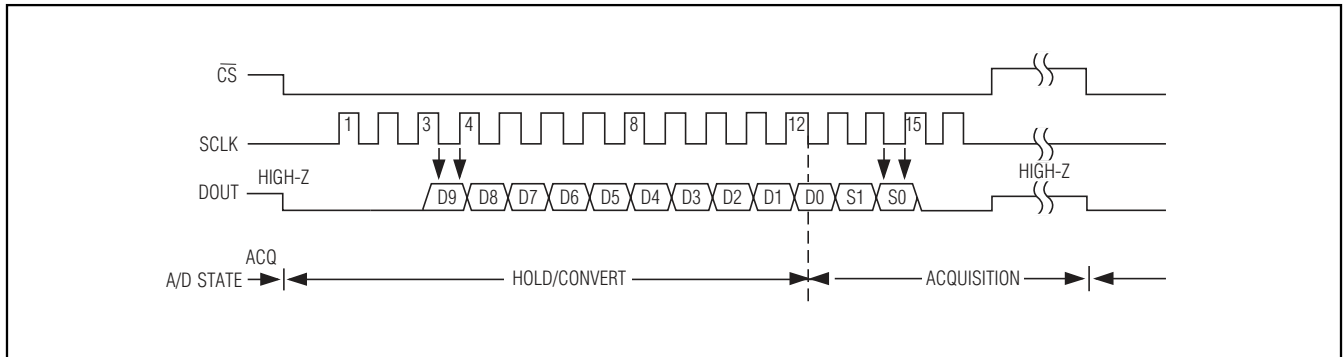 C̅S̅
1 3 4 8 12 15
SCLK
HIGH-Z HIGH-Z
DOUT
D9 D8 D7 D6 D5 D4 D3 D2 D1 D0 S1 S0
ACQ
A/D STATE HOLD/CONVERT ACQUISITION